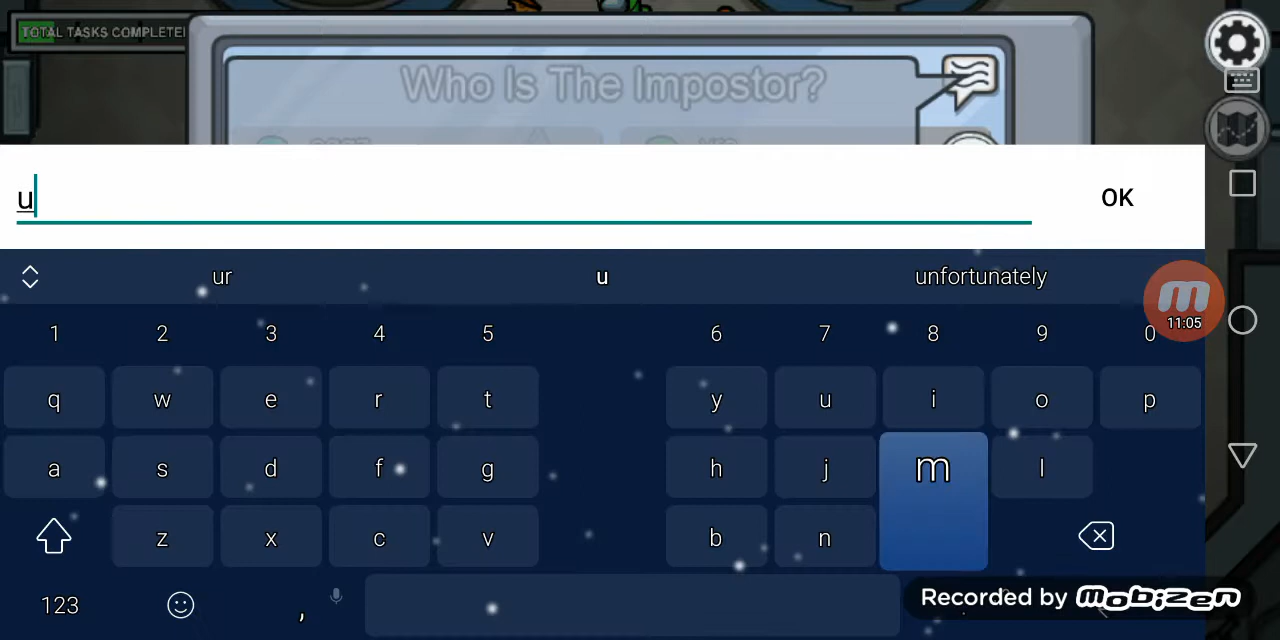 TOTAL TASKS COMPLETE
Who Is The Impostor?
u
OK
ur u unfortunately
11:05
1 2 3 4 5 6 7 8 9 0
q w e r t y u i o p
a s d f g h j m l
z x c v b n
123 ,
Recorded by mobizen